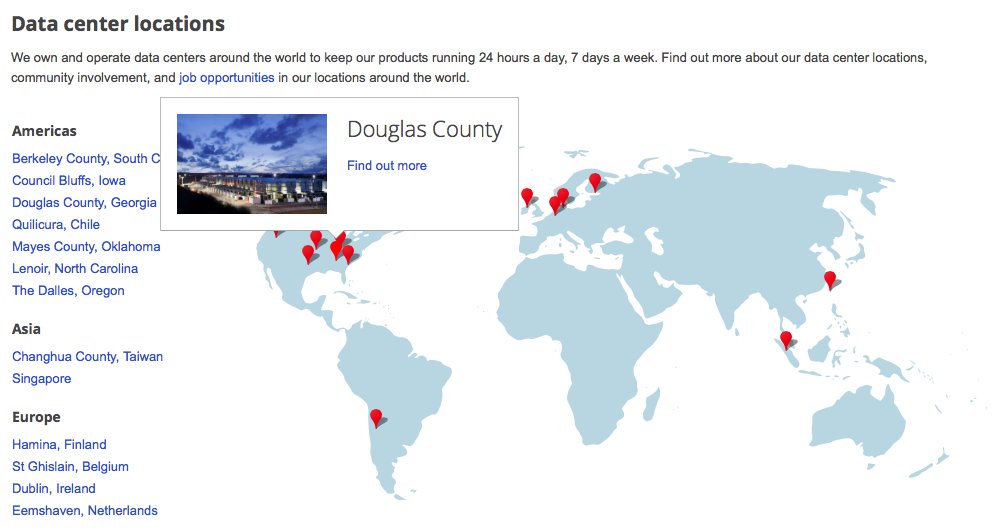 Data center locations
We own and operate data centers around the world to keep our products running 24 hours a day, 7 days a week. Find out more about our data center locations,
community involvement, and job opportunities in our locations around the world.
Americas
Berkeley County, South C
Council Bluffs, Iowa
Douglas County, Georgia
Quilicura, Chile
Mayes County, Oklahoma
Lenoir, North Carolina
The Dalles, Oregon
Asia
Changhua County, Taiwan
Singapore
Europe
Hamina, Finland
St Ghislain, Belgium
Dublin, Ireland
Eemshaven, Netherlands
Douglas County
Find out more